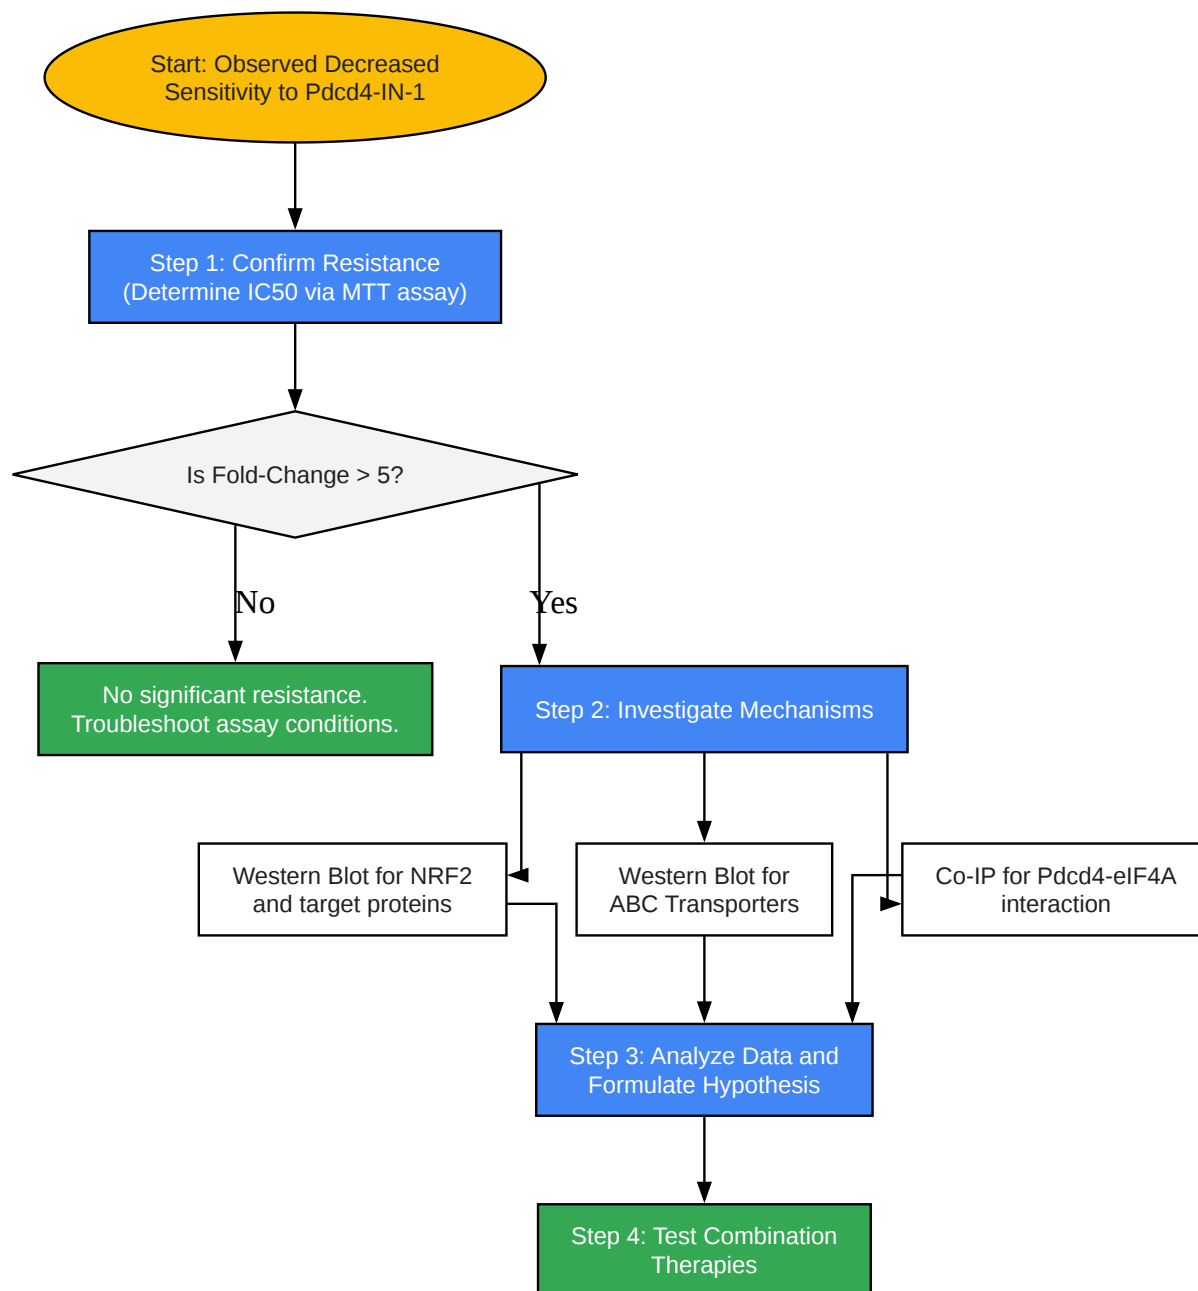 Start: Observed Decreased
Sensitivity to Pdcd4-IN-1
Step 1: Confirm Resistance
(Determine IC50 via MTT assay)
Is Fold-Change > 5?
No
Yes
No significant resistance.
Troubleshoot assay conditions.
Step 2: Investigate Mechanisms
Western Blot for NRF2
and target proteins
Western Blot for
ABC Transporters
Co-IP for Pdcd4-eIF4A
interaction
Step 3: Analyze Data and
Formulate Hypothesis
Step 4: Test Combination
Therapies